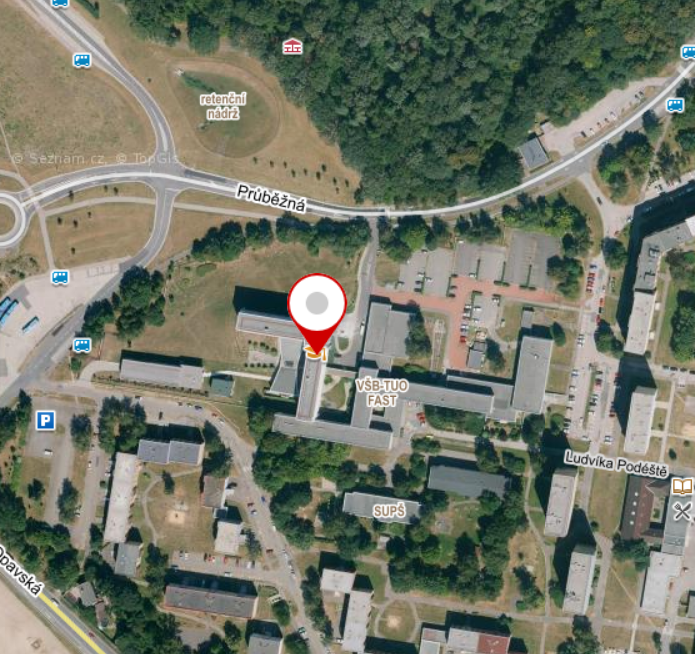 retenční
nádrž
© Seznam.cz, © TopGis
Průběžná
VŠB-TUO
FAST
P
Ludvíka Podéště
SUPŠ
Opavská